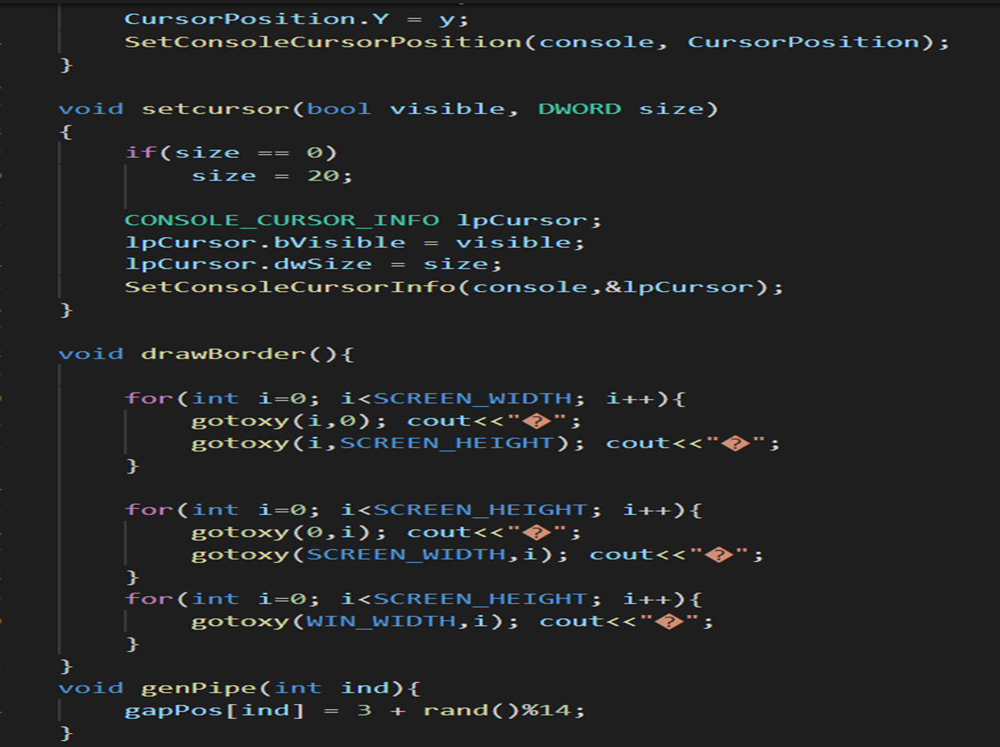 CursorPosition.Y = y;
SetConsoleCursorPosition(console, CursorPosition);
}
void setcursor(bool visible, DWORD size)
{
if(size == 0)
size = 20;
CONSOLE_CURSOR_INFO lpCursor;
lpCursor.bVisible = visible;
lpCursor.dwSize = size;
SetConsoleCursorInfo(console,&lpCursor);
}
void drawBorder(){
for(int i=0; i<SCREEN_WIDTH; i++){
gotoxy(i,0); cout<<"�";
gotoxy(i,SCREEN_HEIGHT); cout<<"�";
}
for(int i=0; i<SCREEN_HEIGHT; i++){
gotoxy(0,i); cout<<"�";
gotoxy(SCREEN_WIDTH,i); cout<<"�";
}
for(int i=0; i<SCREEN_HEIGHT; i++){
gotoxy(WIN_WIDTH,i); cout<<"�";
}
}
void genPipe(int ind){
gapPos[ind] = 3 + rand()%14;
}